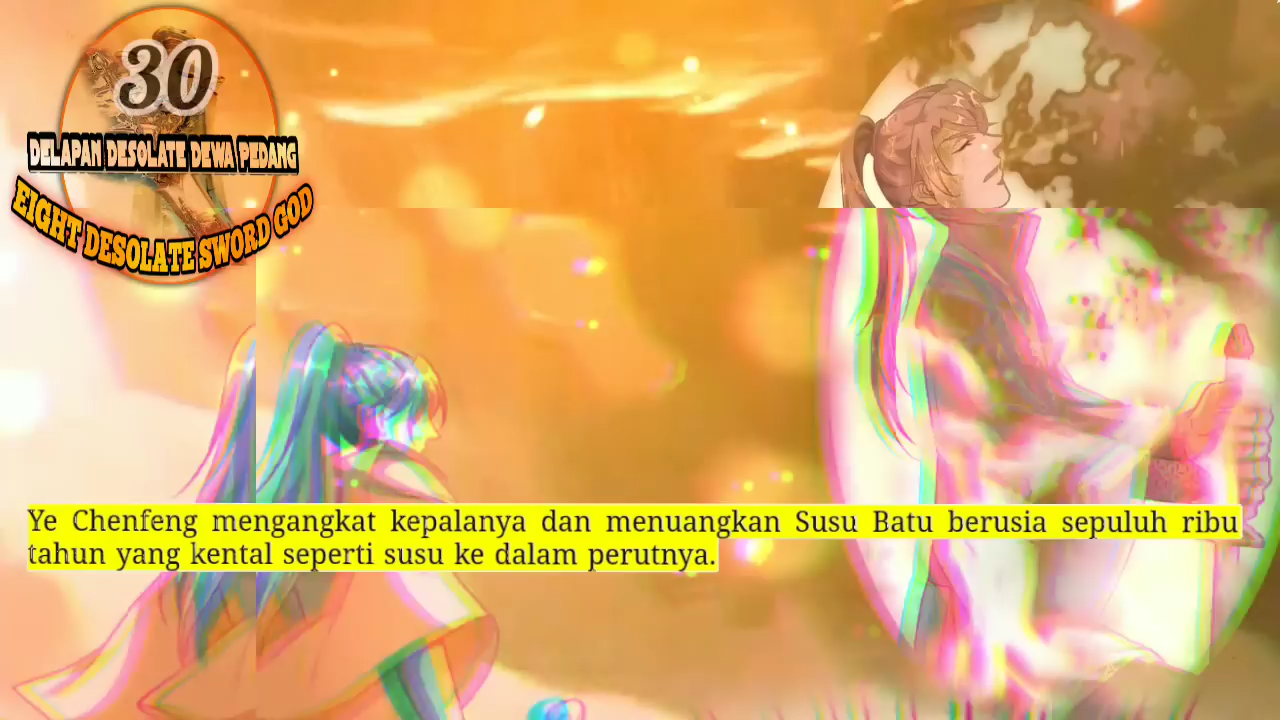 30
DELAPAN DESOLATE DEWA PEDANG
EIGHT DESOLATE SWORD GOD
Ye Chenfeng mengangkat kepalanya dan menuangkan Susu Batu berusia sepuluh ribu
tahun yang kental seperti susu ke dalam perutnya.